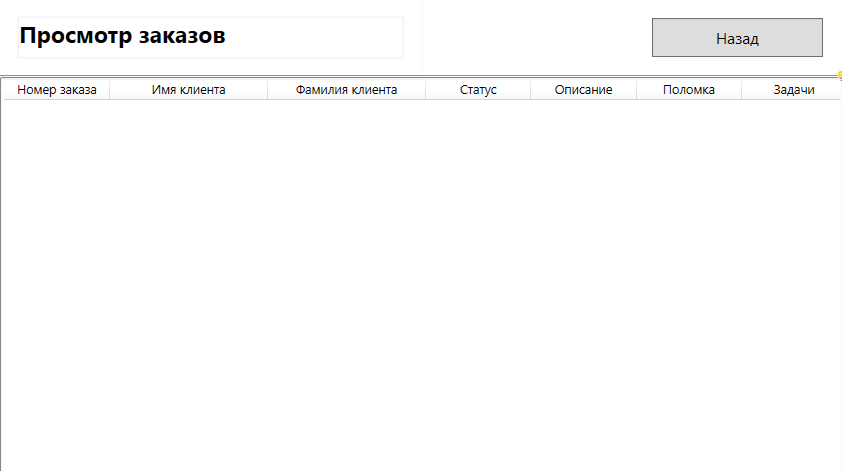 Просмотр заказов
Назад
Номер заказа Имя клиента Фамилия клиента Статус Описание Поломка Задачи